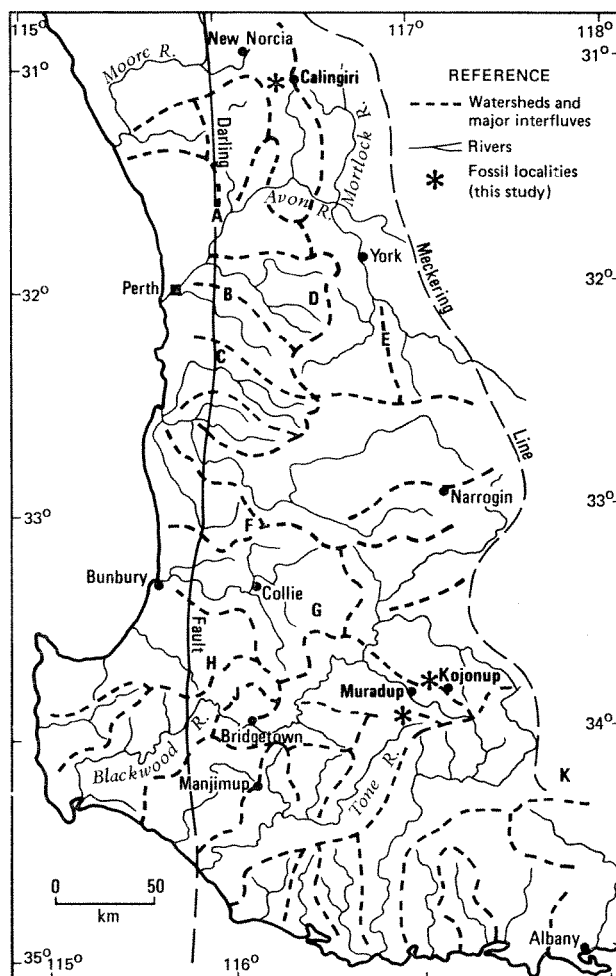 115°
116°
117°
118°
31°
New Norcia
Moore R.
Calingiri
31°
REFERENCE
Watersheds and
major interfluves
Rivers
Fossil localities
(this study)
Darling
Mortlock R.
Avon R.
A
York
Meckering
Perth
32°
B
D
32°
C
E
Line
Narrogin
33°
F
33°
Bunbury
Collie
G
Fault
H
Kojonup
J
Muradup
34°
Bridgetown
Blackwood R.
Tone R.
Manjimup
K
0 50
km
Albany
35°
115°
116°